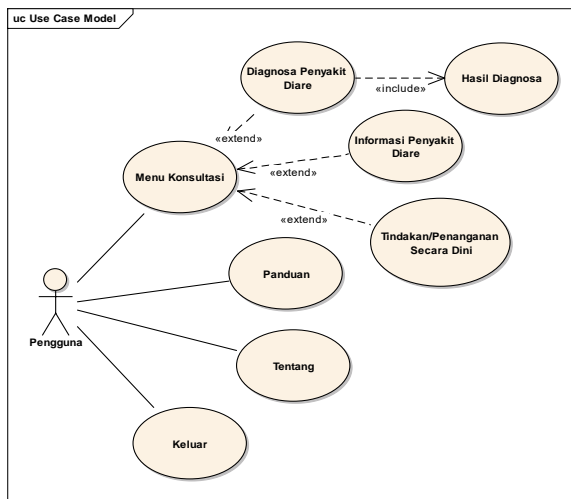 uc Use Case Model
Diagnosa Penyakit
Diare
«include»
Hasil Diagnosa
«extend»
Informasi Penyakit
Diare
Menu Konsultasi
«extend»
«extend»
Tindakan/Penanganan
Secara Dini
Panduan
Pengguna
Tentang
Keluar